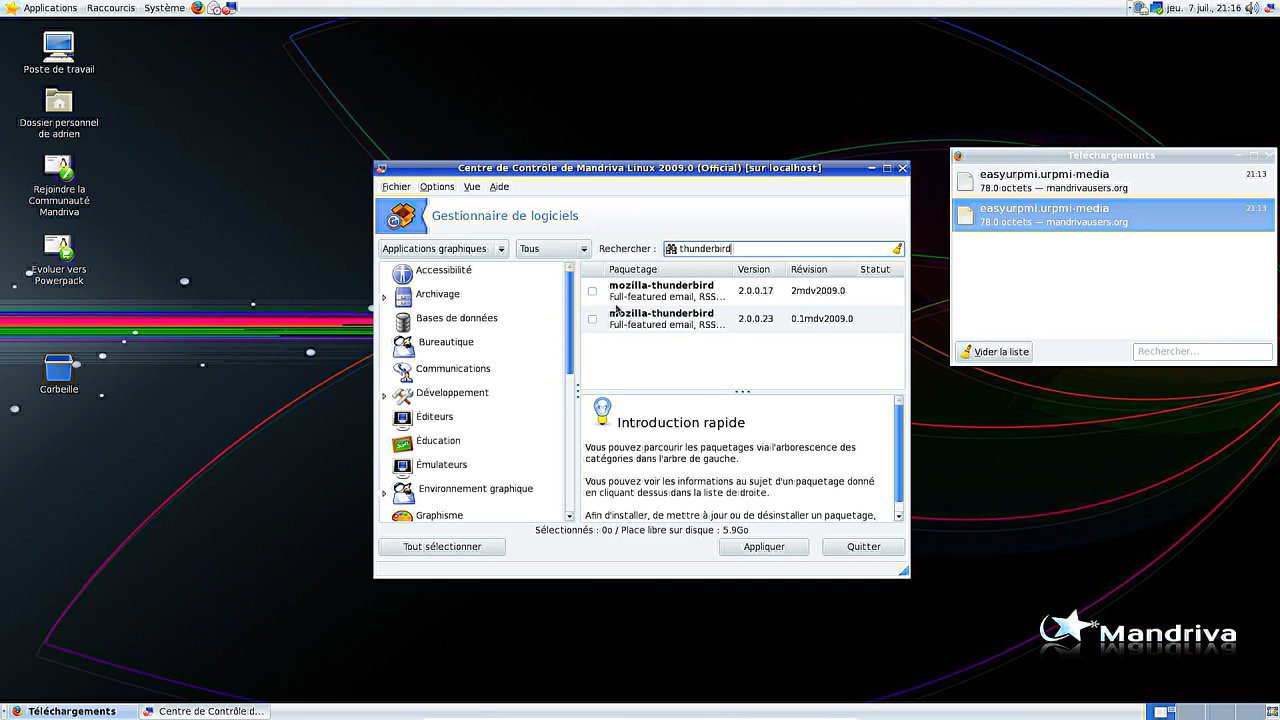 Applications Raccourcis Système
jeu. 7 juil., 21:16
Poste de travail
Dossier personnel
de adrien
Rejoindre la
Communauté
Mandriva
Evoluer vers
Powerpack
Corbeille
Centre de Contrôle de Mandriva Linux 2009.0 (Official) [sur localhost]
Fichier Options Vue Aide
Gestionnaire de logiciels
Applications graphiques Tous Rechercher : thunderbird
Accessibilité
Archivage
Bases de données
Bureautique
Communications
Développement
Éditeurs
Éducation
Émulateurs
Environnement graphique
Graphisme
Paquetage Version Révision Statut
mozilla-thunderbird 2.0.0.17 2mdv2009.0
Full-featured email, RSS...
mozilla-thunderbird 2.0.0.23 0.1mdv2009.0
Full-featured email, RSS...
Introduction rapide
Vous pouvez parcourir les paquetages via l'arborescence des
catégories dans l'arbre de gauche.
Vous pouvez voir les informations au sujet d'un paquetage donné
en cliquant dessus dans la liste de droite.
Afin d'installer, de mettre à jour ou de désinstaller un paquetage,
Sélectionnés : 0o / Place libre sur disque : 5.9Go
Tout sélectionner Appliquer Quitter
Téléchargements
easyurpmi.urpmi-media 21:13
78.0 octets — mandrivausers.org
easyurpmi.urpmi-media 21:13
78.0 octets — mandrivausers.org
Vider la liste Rechercher...
Mandriva
Téléchargements Centre de Contrôle d...